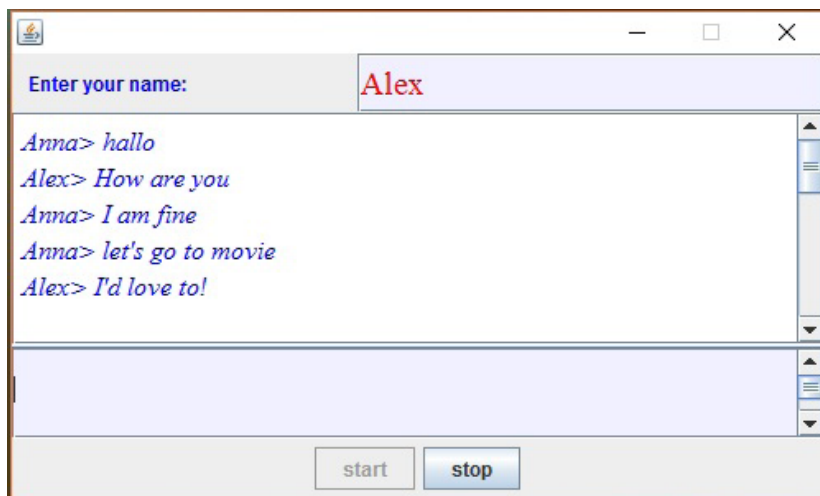 Enter your name: Alex
Anna> hallo
Alex> How are you
Anna> I am fine
Anna> let's go to movie
Alex> I'd love to!
start stop